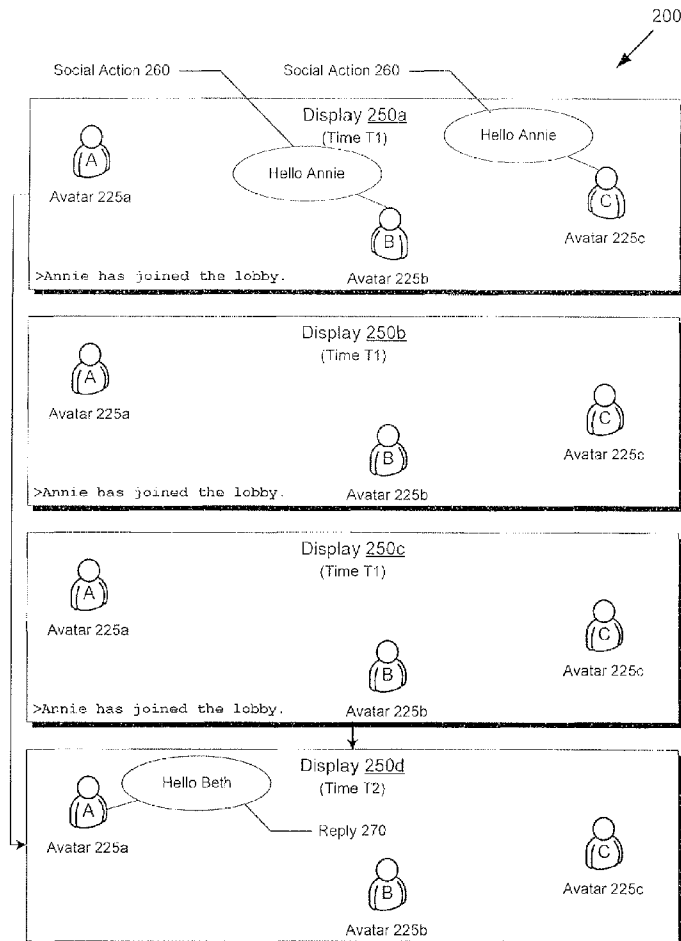 200
Social Action 260
Social Action 260
Display 250a
(Time T1)
Hello Annie
Hello Annie
A
B
C
Avatar 225a
Avatar 225b
Avatar 225c
>Annie has joined the lobby.
Display 250b
(Time T1)
A
B
C
Avatar 225a
Avatar 225b
Avatar 225c
>Annie has joined the lobby.
Display 250c
(Time T1)
A
B
C
Avatar 225a
Avatar 225b
Avatar 225c
>Annie has joined the lobby.
Display 250d
(Time T2)
Hello Beth
Reply 270
A
B
C
Avatar 225a
Avatar 225b
Avatar 225c